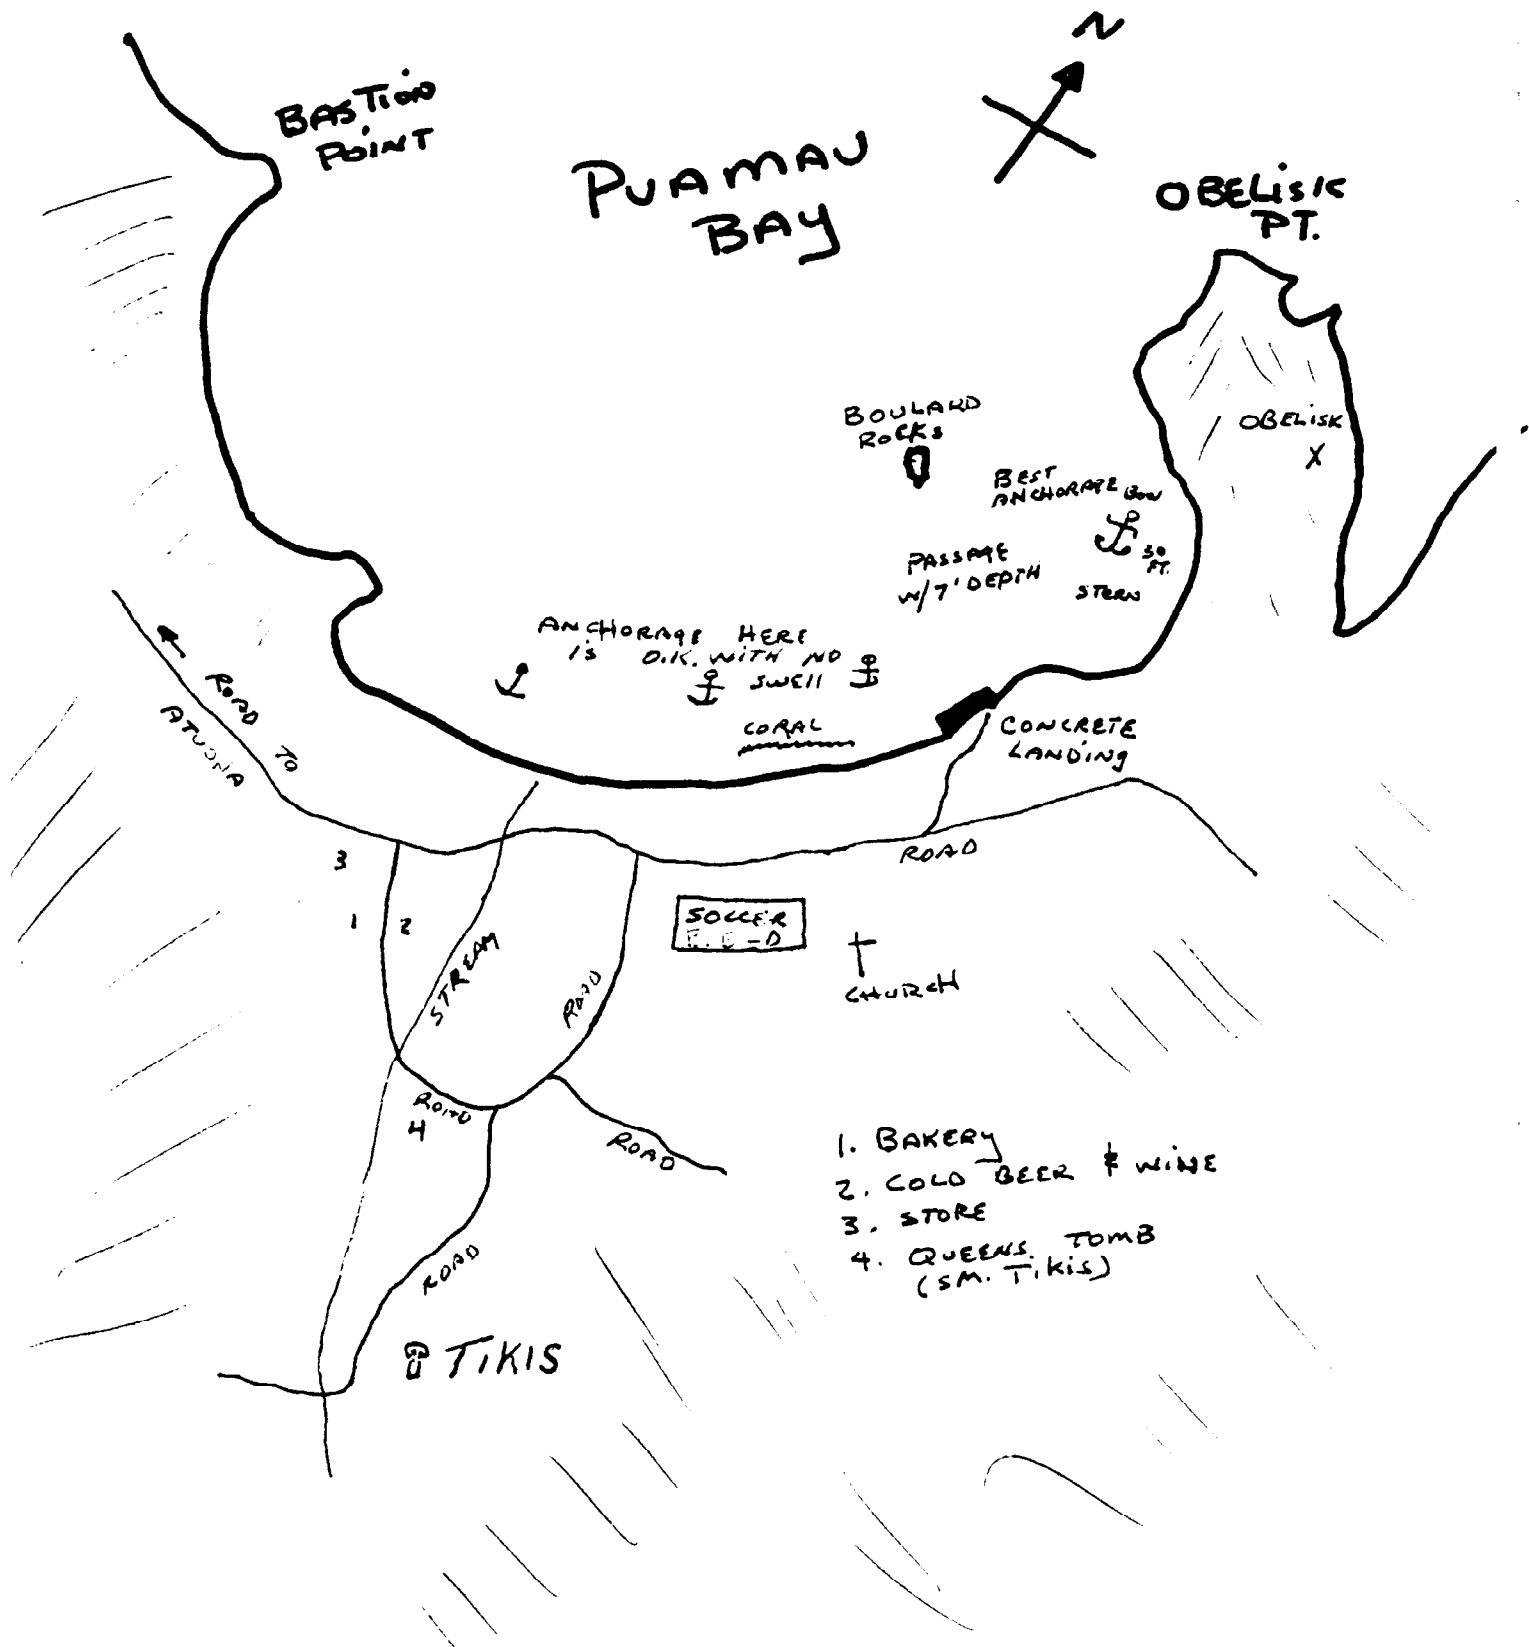 N
BASTION
POINT
PUAMAU
BAY
OBELISK
PT.
BOULARD
ROCKS
OBELISK
X
BEST
ANCHORAGE BOW
30
FT.
STERN
PASSAGE
W/7' DEPTH
ANCHORAGE HERE
IS O.K. WITH NO
SWELL
CORAL
CONCRETE
LANDING
ROAD TO
ATUONA
ROAD
3
1
2
STREAM
ROAD
SOCCER
CHURCH
ROAD
4
ROAD
ROAD
TIKIS
1. BAKERY
2. COLD BEER & WINE
3. STORE
4. QUEENS TOMB
(SM. TIKIS)